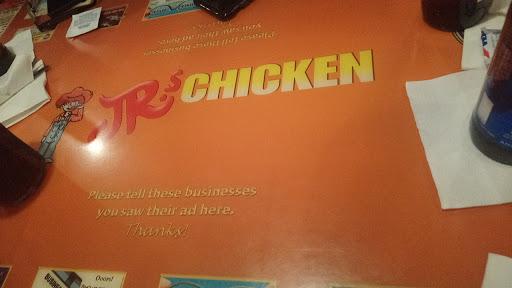 Please tell these businesses
you saw their ad here.
JR's CHICKEN
Please tell these businesses
you saw their ad here.
Thanks!
Ooops!